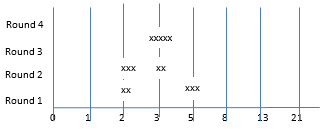 Round 4
xxxxx
Round 3
Round 2 xxx xx
xx xxx
Round 1
0 1 2 3 5 8 13 21